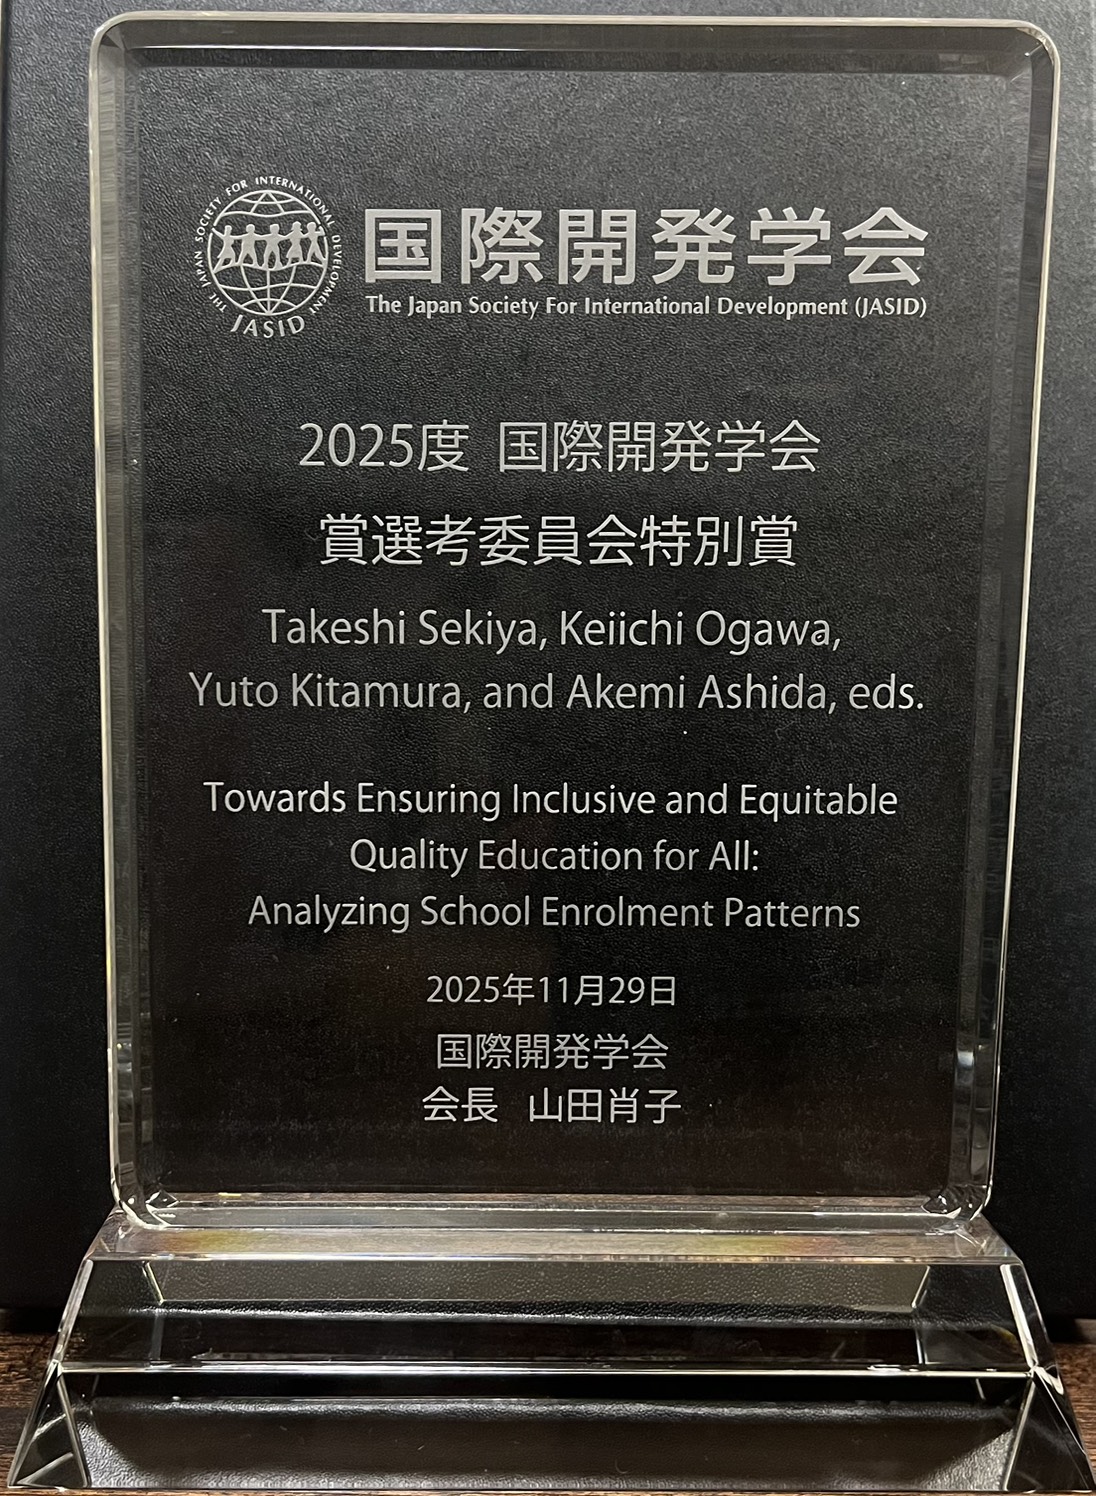 THE JAPAN SOCIETY FOR INTERNATIONAL DEVELOPMENT
JASID
国際開発学会
The Japan Society For International Development (JASID)
2025度 国際開発学会
賞選考委員会特別賞
Takeshi Sekiya, Keiichi Ogawa,
Yuto Kitamura, and Akemi Ashida, eds.
Towards Ensuring Inclusive and Equitable
Quality Education for All:
Analyzing School Enrolment Patterns
2025年11月29日
国際開発学会
会長 山田肖子